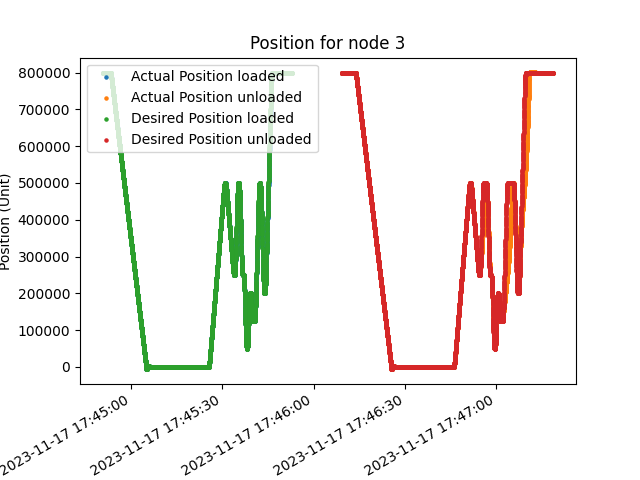 Position for node 3
Position (Unit)
800000
700000
600000
500000
400000
300000
200000
100000
0
Actual Position loaded
Actual Position unloaded
Desired Position loaded
Desired Position unloaded
2023-11-17 17:45:00
2023-11-17 17:45:30
2023-11-17 17:46:00
2023-11-17 17:46:30
2023-11-17 17:47:00